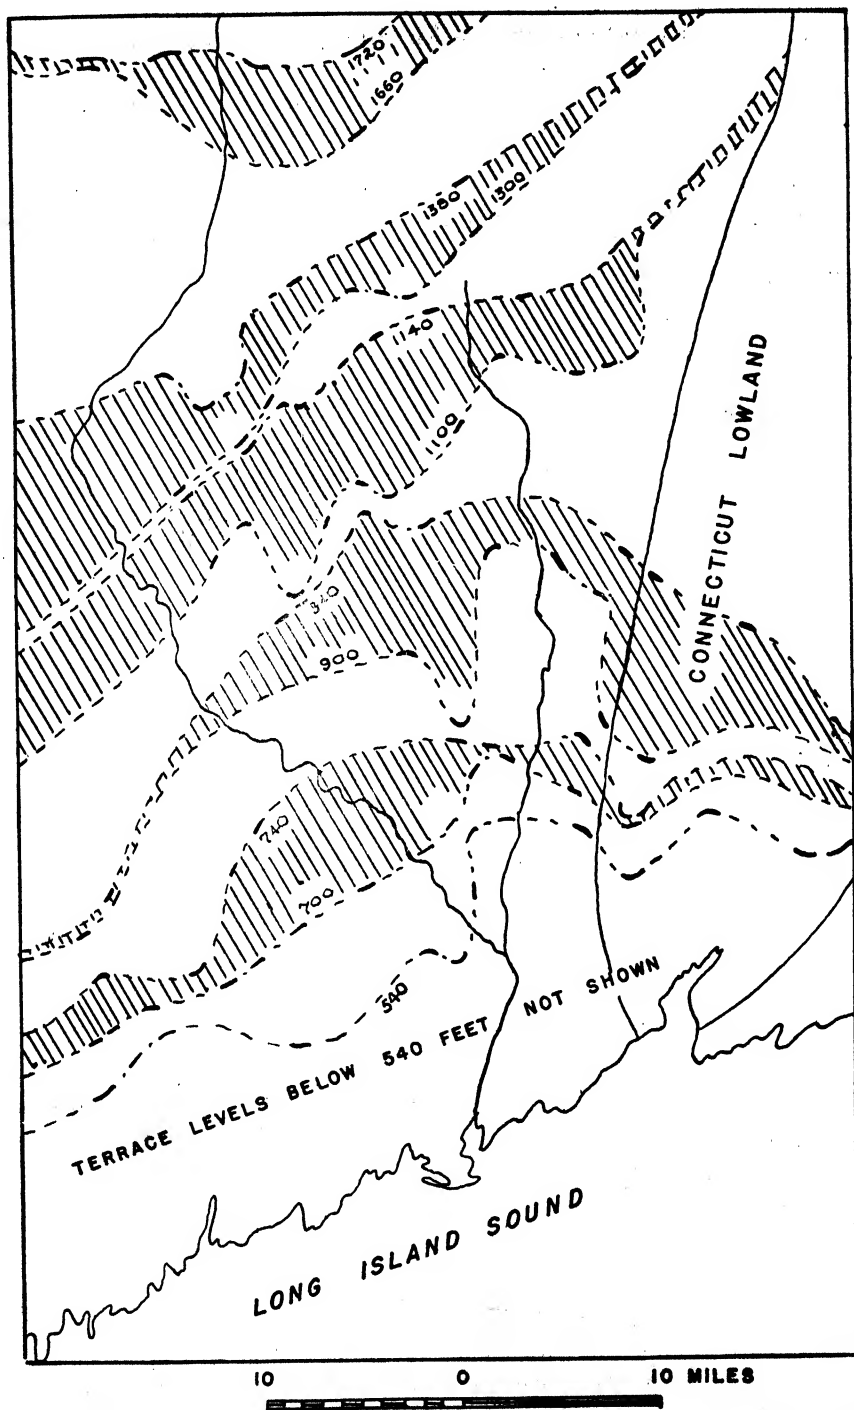 1720
1660
1380
1300
1140
1100
CONNECTICUT LOWLAND
940
900
740
700
540
TERRACE LEVELS BELOW 540 FEET NOT SHOWN
LONG ISLAND SOUND
10 0 10 MILES